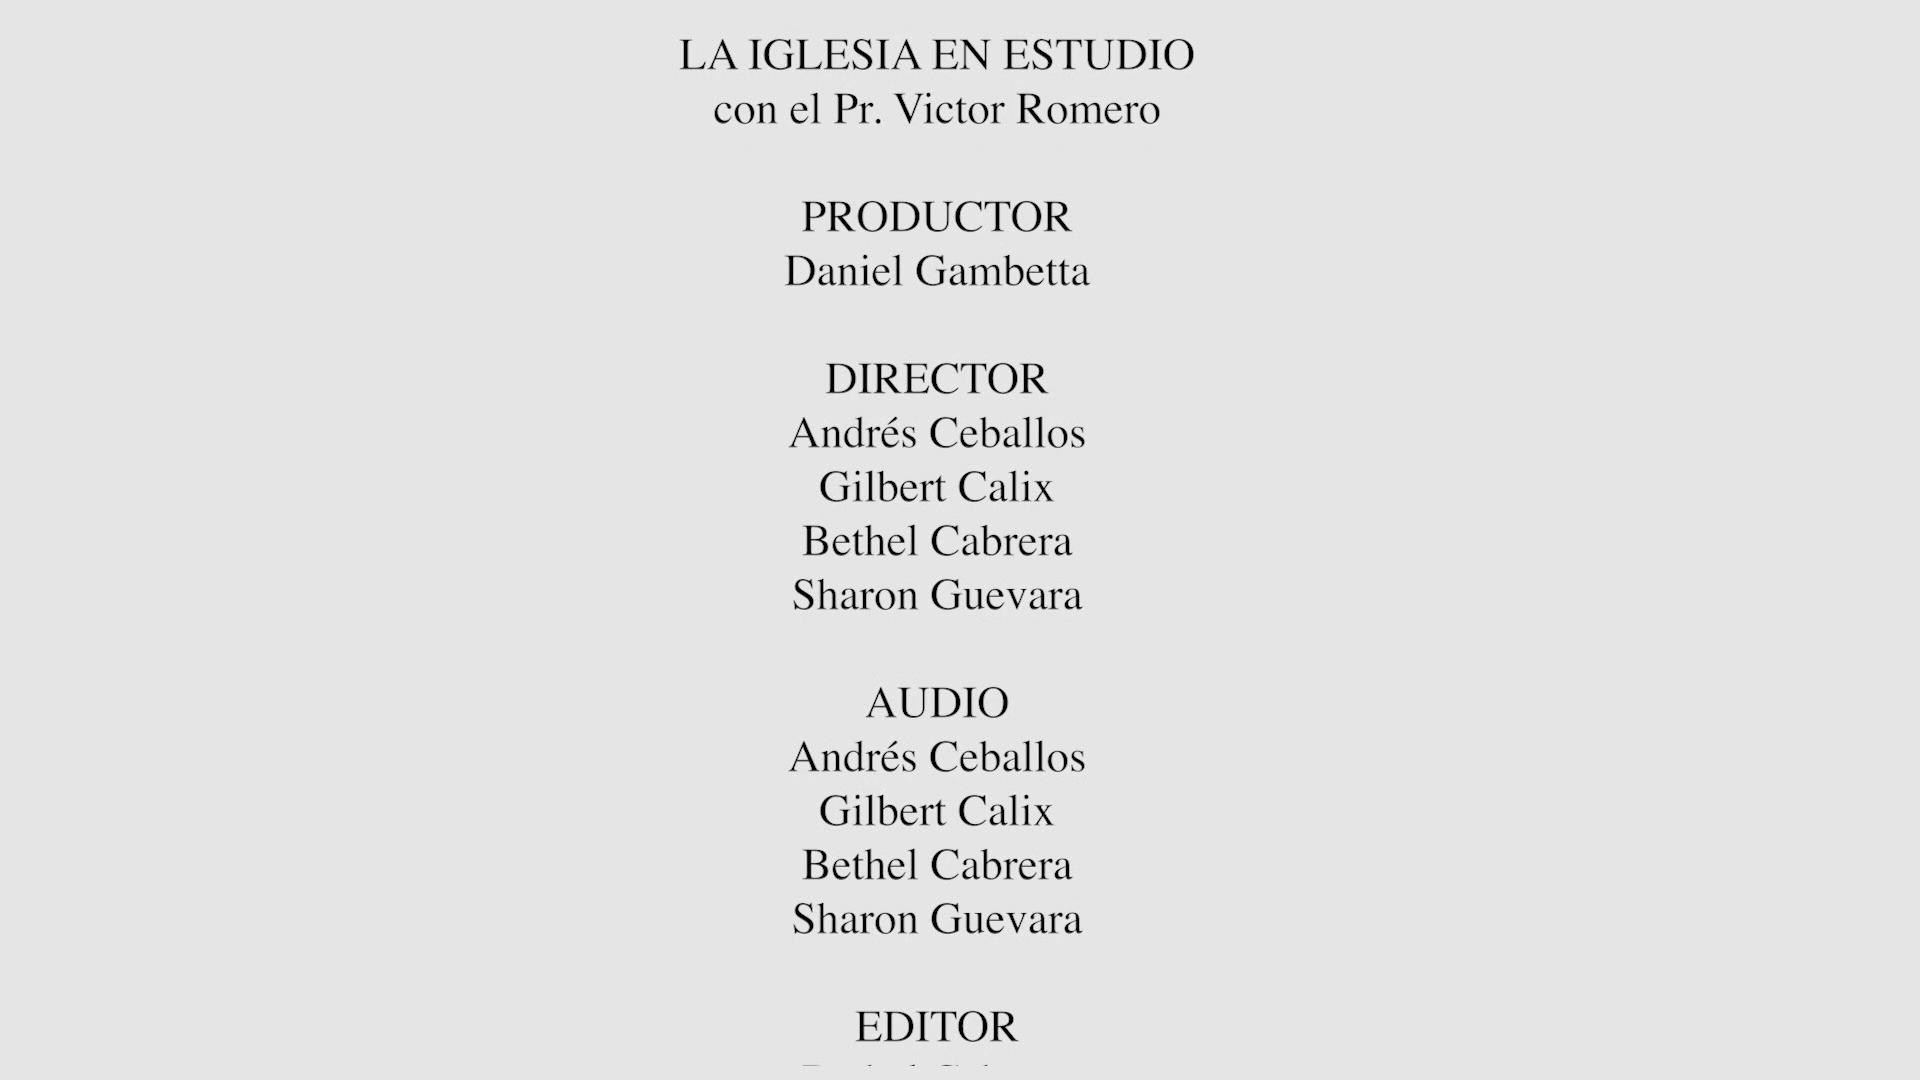 LA IGLESIA EN ESTUDIO
con el Pr. Victor Romero
PRODUCTOR
Daniel Gambetta
DIRECTOR
Andrés Ceballos
Gilbert Calix
Bethel Cabrera
Sharon Guevara
AUDIO
Andrés Ceballos
Gilbert Calix
Bethel Cabrera
Sharon Guevara
EDITOR